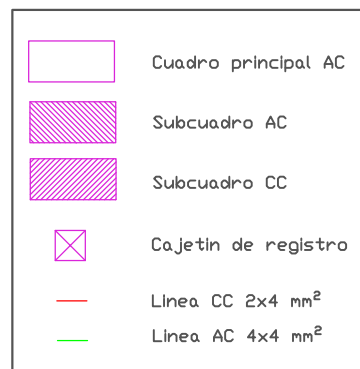 Cuadro principal AC
Subcuadro AC
Subcuadro CC
Cajetin de registro
Linea CC 2x4 mm²
Linea AC 4x4 mm²